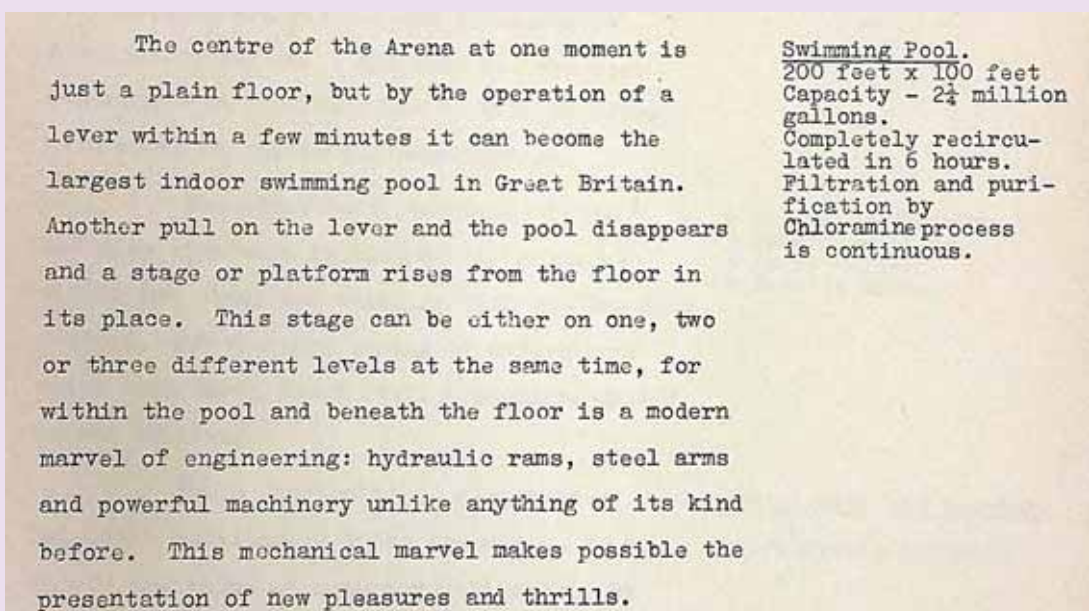 The centre of the Arena at one moment is
just a plain floor, but by the operation of a
lever within a few minutes it can become the
largest indoor swimming pool in Great Britain.
Another pull on the lever and the pool disappears
and a stage or platform rises from the floor in
its place. This stage can be either on one, two
or three different levels at the same time, for
within the pool and beneath the floor is a modern
marvel of engineering: hydraulic rams, steel arms
and powerful machinery unlike anything of its kind
before. This mechanical marvel makes possible the
presentation of new pleasures and thrills.
Swimming Pool.
200 feet x 100 feet
Capacity - 2¼ million
gallons.
Completely recircu-
lated in 6 hours.
Filtration and puri-
fication by
Chloramine process
is continuous.